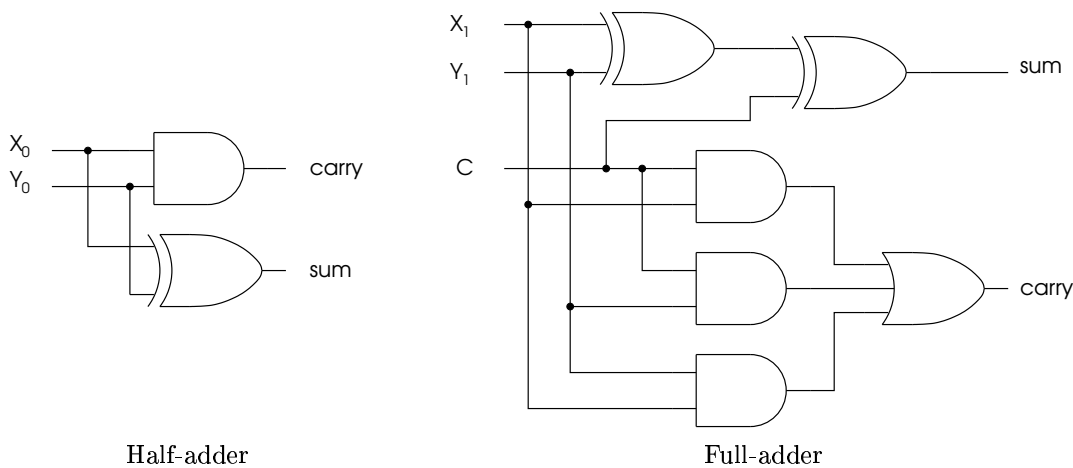 X₀
Y₀
carry
sum
Half-adder
X₁
Y₁
C
sum
carry
Full-adder